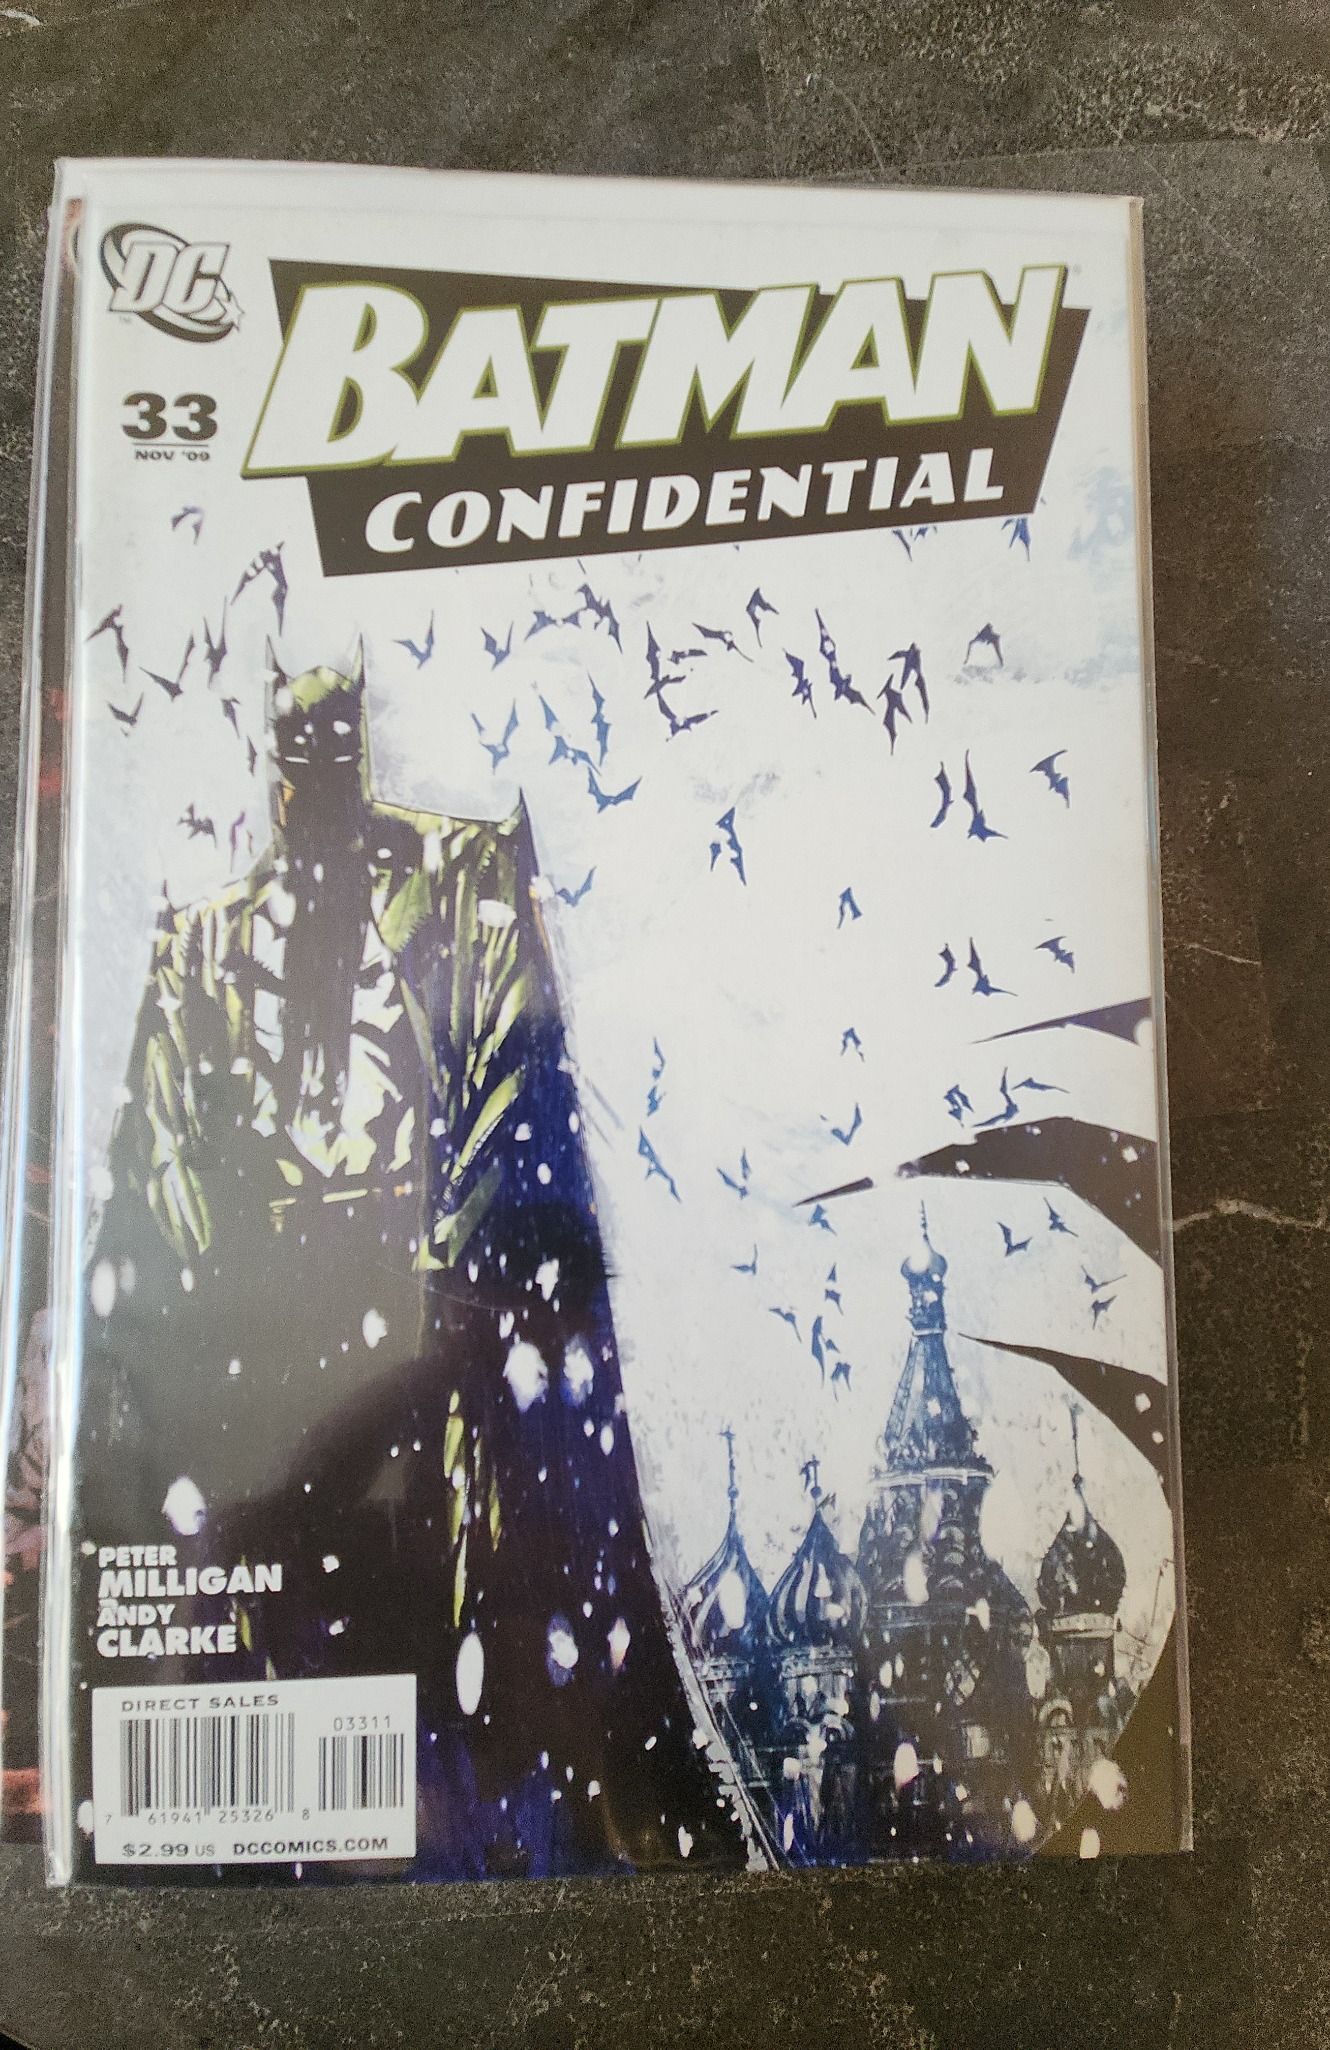 DC
TM
BATMAN
CONFIDENTIAL
33
NOV '09
PETER
MILLIGAN
ANDY
CLARKE
DIRECT SALES
03311
7 61941 25326 8
$2.99 US DCCOMICS.COM